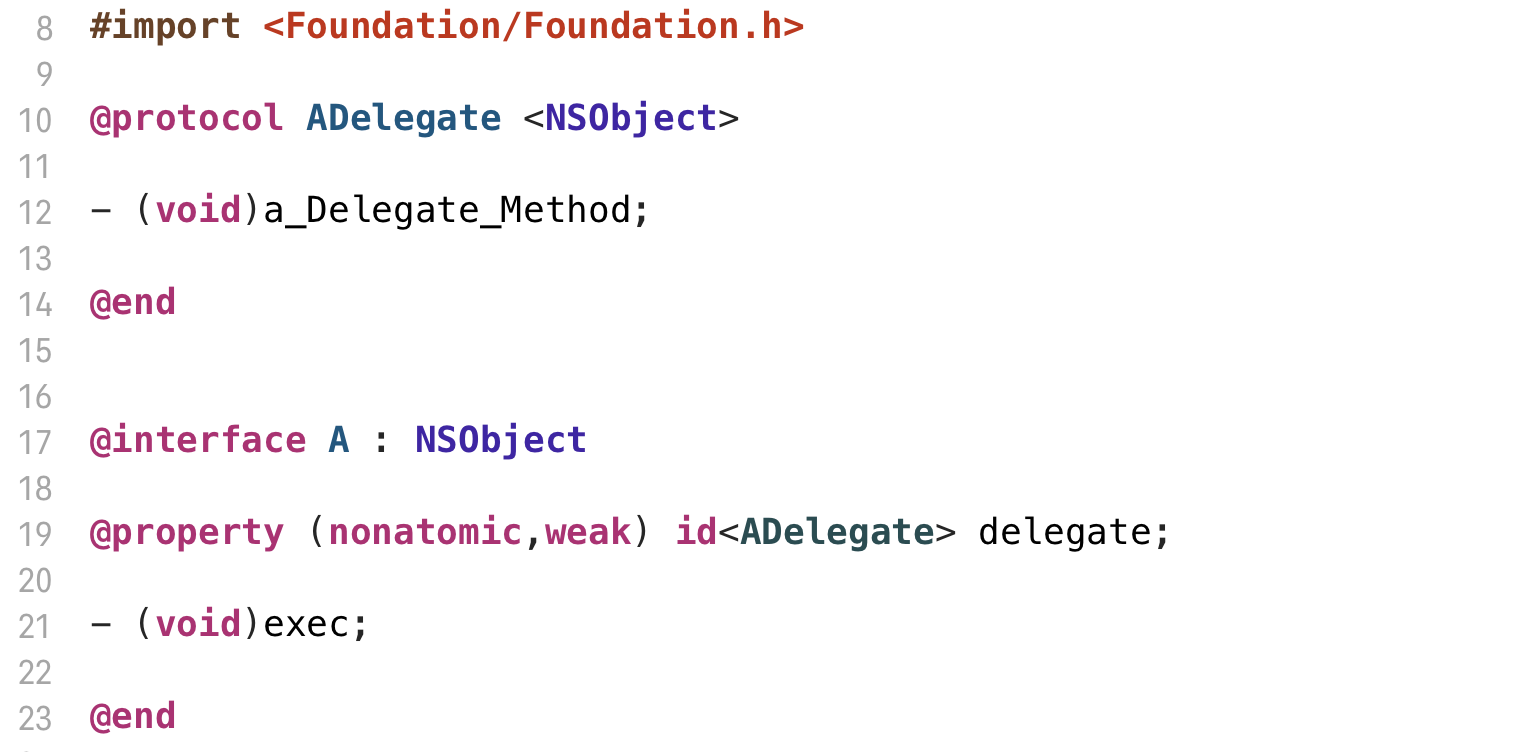 8 #import <Foundation/Foundation.h>
9
10 @protocol ADelegate <NSObject>
11
12 - (void)a_Delegate_Method;
13
14 @end
15
16
17 @interface A : NSObject
18
19 @property (nonatomic,weak) id<ADelegate> delegate;
20
21 - (void)exec;
22
23 @end